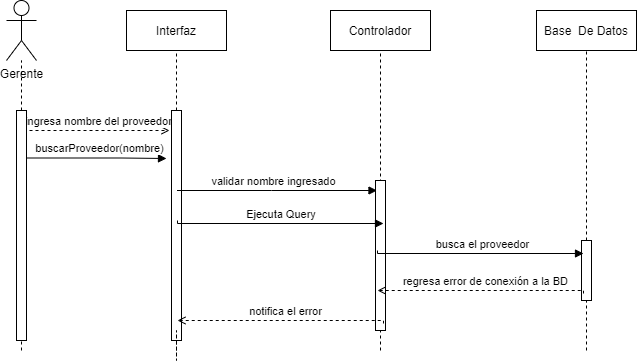 Interfaz
Controlador
Base De Datos
Gerente
ngresa nombre del proveedor
buscarProveedor(nombre)
validar nombre ingresado
Ejecuta Query
busca el proveedor
regresa error de conexión a la BD
notifica el error